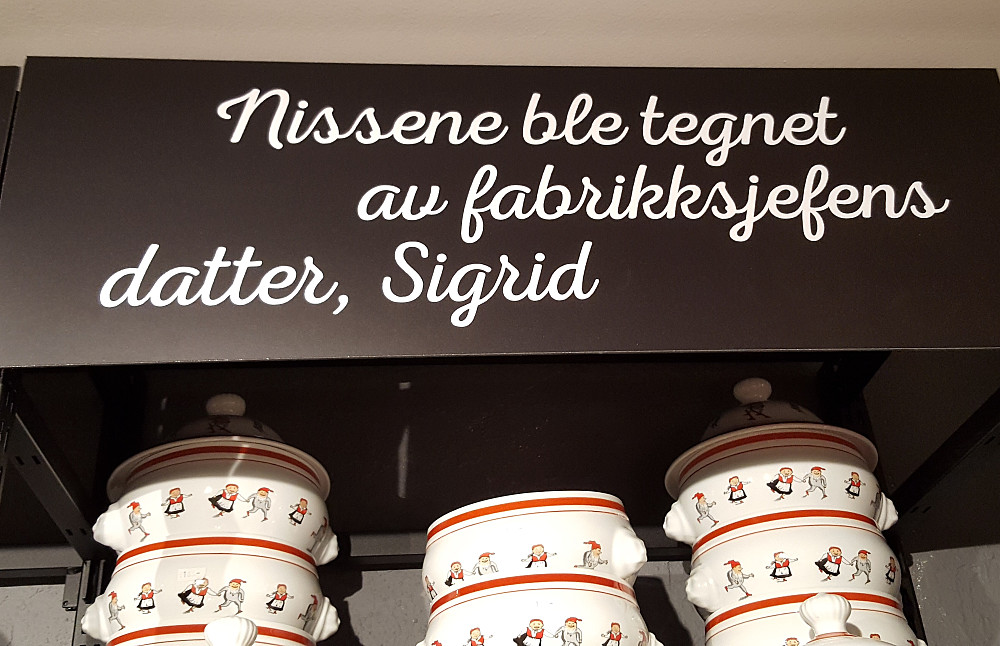 Nissene ble tegnet
av fabrikksjefens
datter, Sigrid